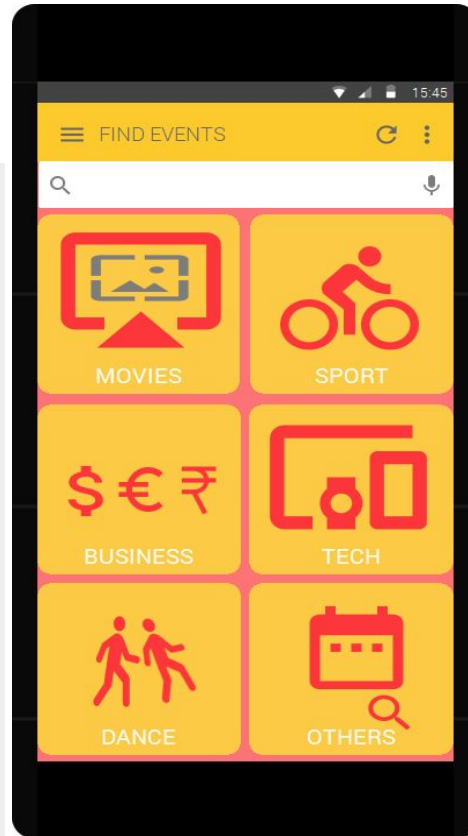 15:45
FIND EVENTS
MOVIES
SPORT
$ € ₹
BUSINESS
TECH
DANCE
OTHERS